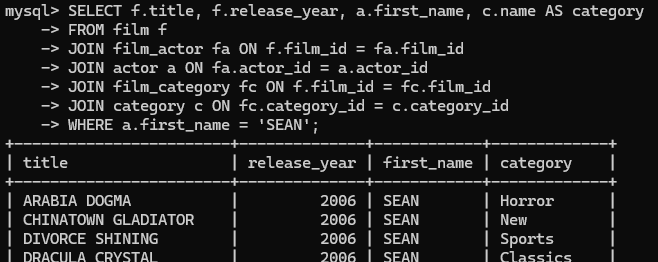 mysql> SELECT f.title, f.release_year, a.first_name, c.name AS category
    -> FROM film f
    -> JOIN film_actor fa ON f.film_id = fa.film_id
    -> JOIN actor a ON fa.actor_id = a.actor_id
    -> JOIN film_category fc ON f.film_id = fc.film_id
    -> JOIN category c ON fc.category_id = c.category_id
    -> WHERE a.first_name = 'SEAN';
+------------------------+--------------+------------+-------------+
| title                  | release_year | first_name | category    |
+------------------------+--------------+------------+-------------+
| ARABIA DOGMA           |         2006 | SEAN       | Horror      |
| CHINATOWN GLADIATOR    |         2006 | SEAN       | New         |
| DIVORCE SHINING        |         2006 | SEAN       | Sports      |
| DRACULA CRYSTAL        |         2006 | SEAN       | Classics    |